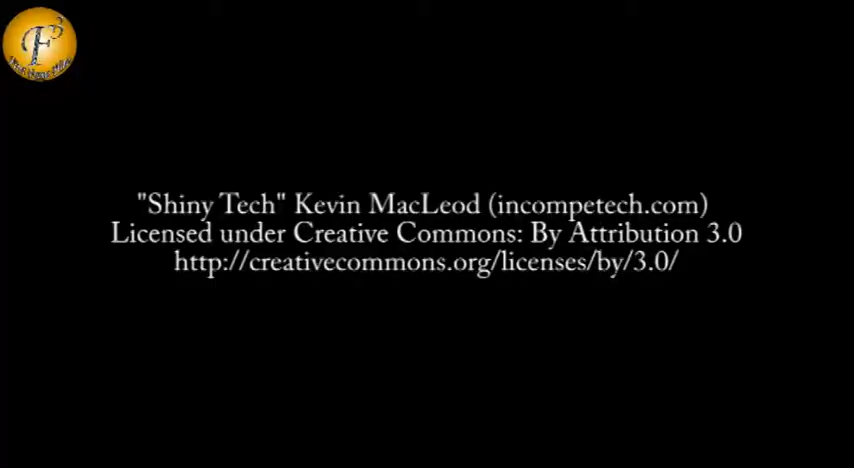 F3
"Shiny Tech" Kevin MacLeod (incompetech.com)
Licensed under Creative Commons: By Attribution 3.0
http://creativecommons.org/licenses/by/3.0/